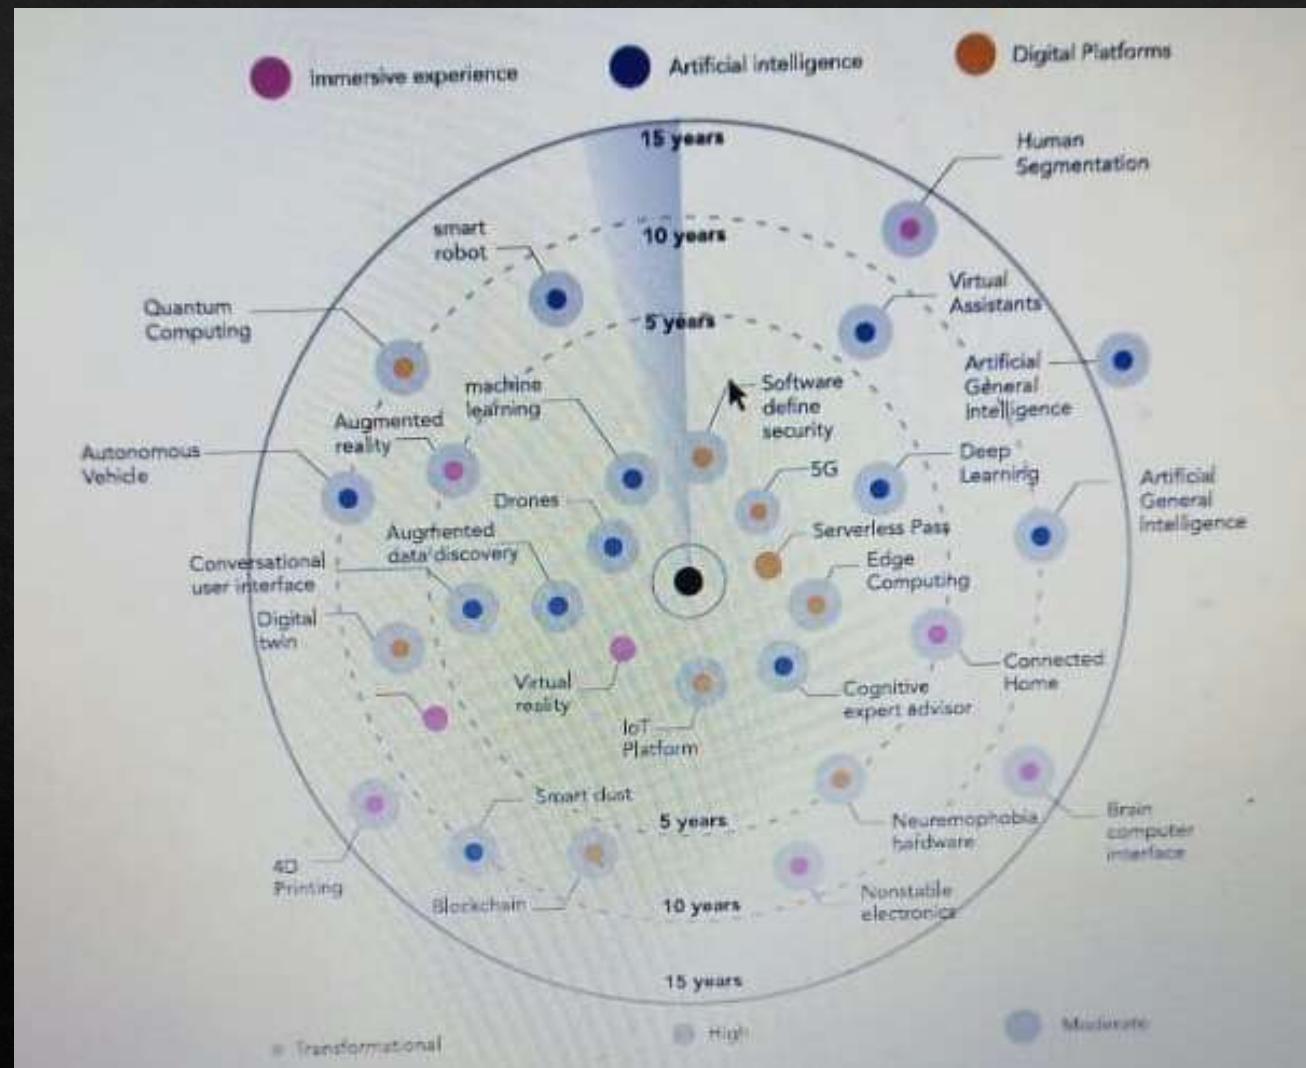 Immersive experience
Artificial intelligence
Digital Platforms
15 years
Human
Segmentation
10 years
smart
robot
Virtual
Assistants
Quantum
Computing
5 years
Artificial
General
Intelligence
machine
learning
Software
define
security
Augmented
reality
Autonomous
Vehicle
Deep
Learning
5G
Artificial
General
Intelligence
Drones
Serverless Pass
Augmented
data discovery
Edge
Computing
Conversational
user interface
Digital
twin
Connected
Home
Virtual
reality
Cognitive
expert advisor
IoT
Platform
Smart dust
5 years
Neuremophobia
hardware
Brain
computer
interface
4D
Printing
Blockchain
10 years
Nonstable
electronics
15 years
Transformational
High
Moderate